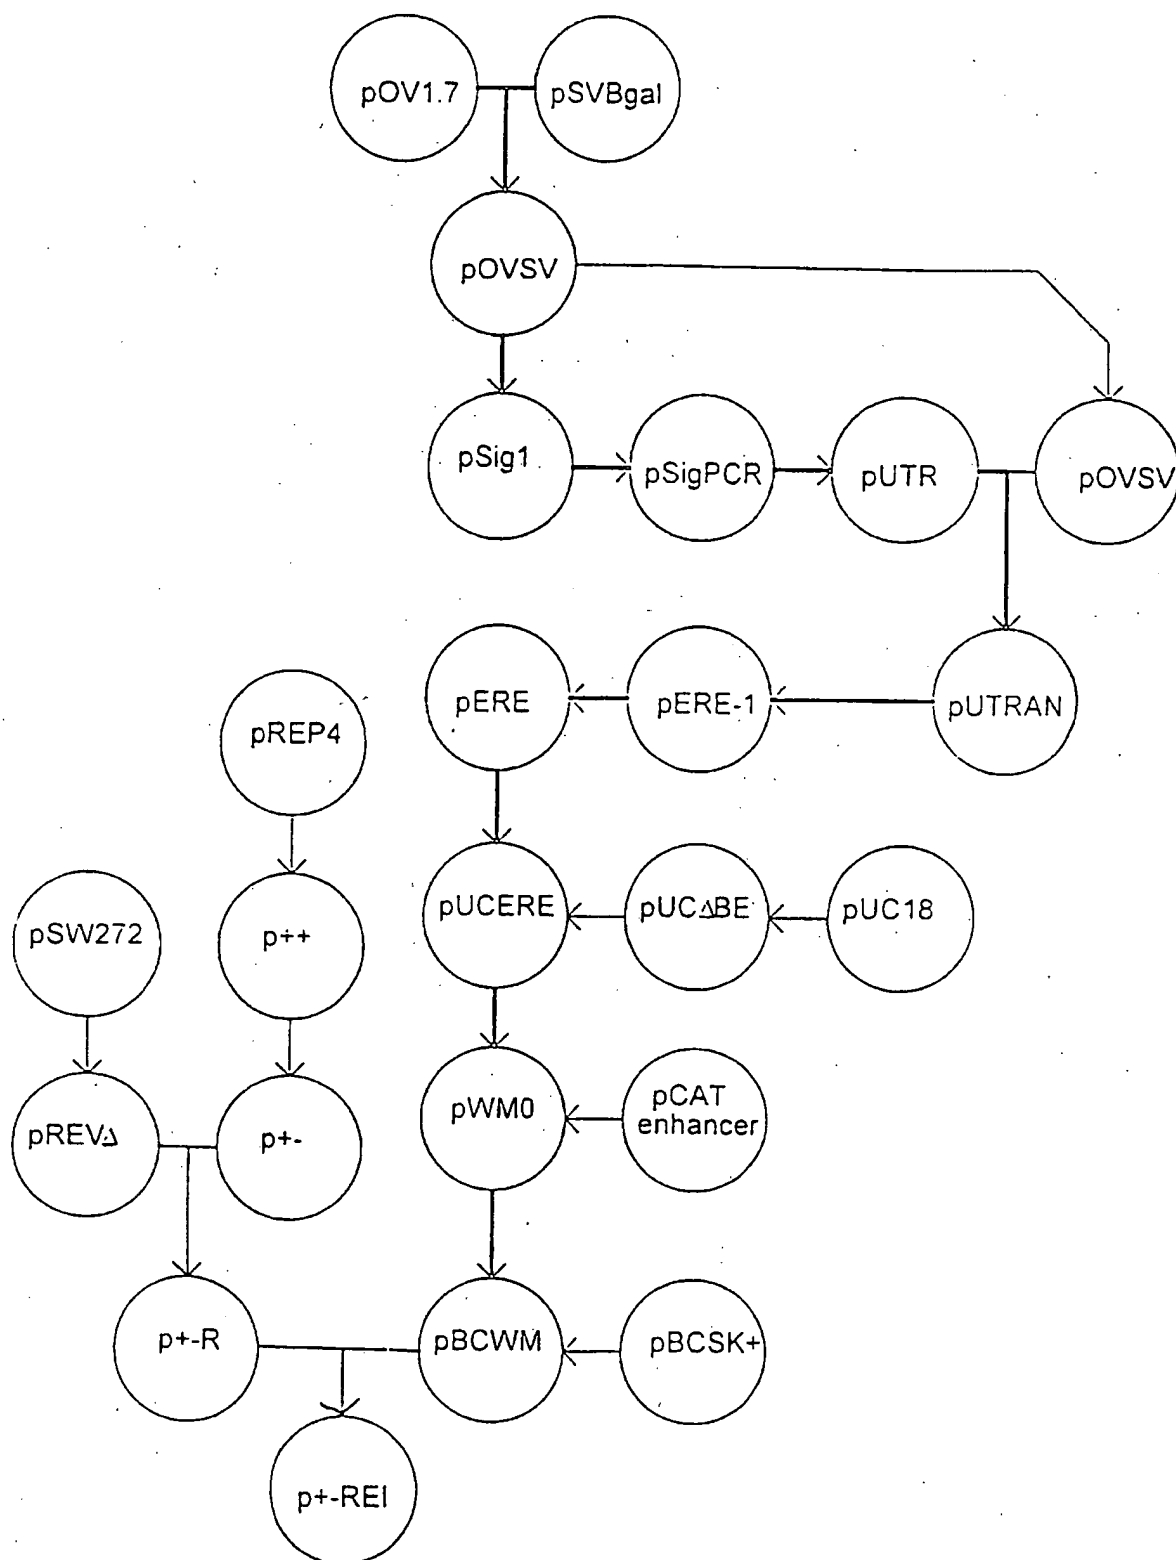 pOV1.7
pSVBgal
pOVSV
pSig1
pSigPCR
pUTR
pOVSV
pERE
pERE-1
pUTRAN
pREP4
pUCERE
pUCΔBE
pUC18
pSW272
p++
pWM0
pCAT
enhancer
pREVΔ
p+-
p+-R
pBCWM
pBCSK+
p+-REI